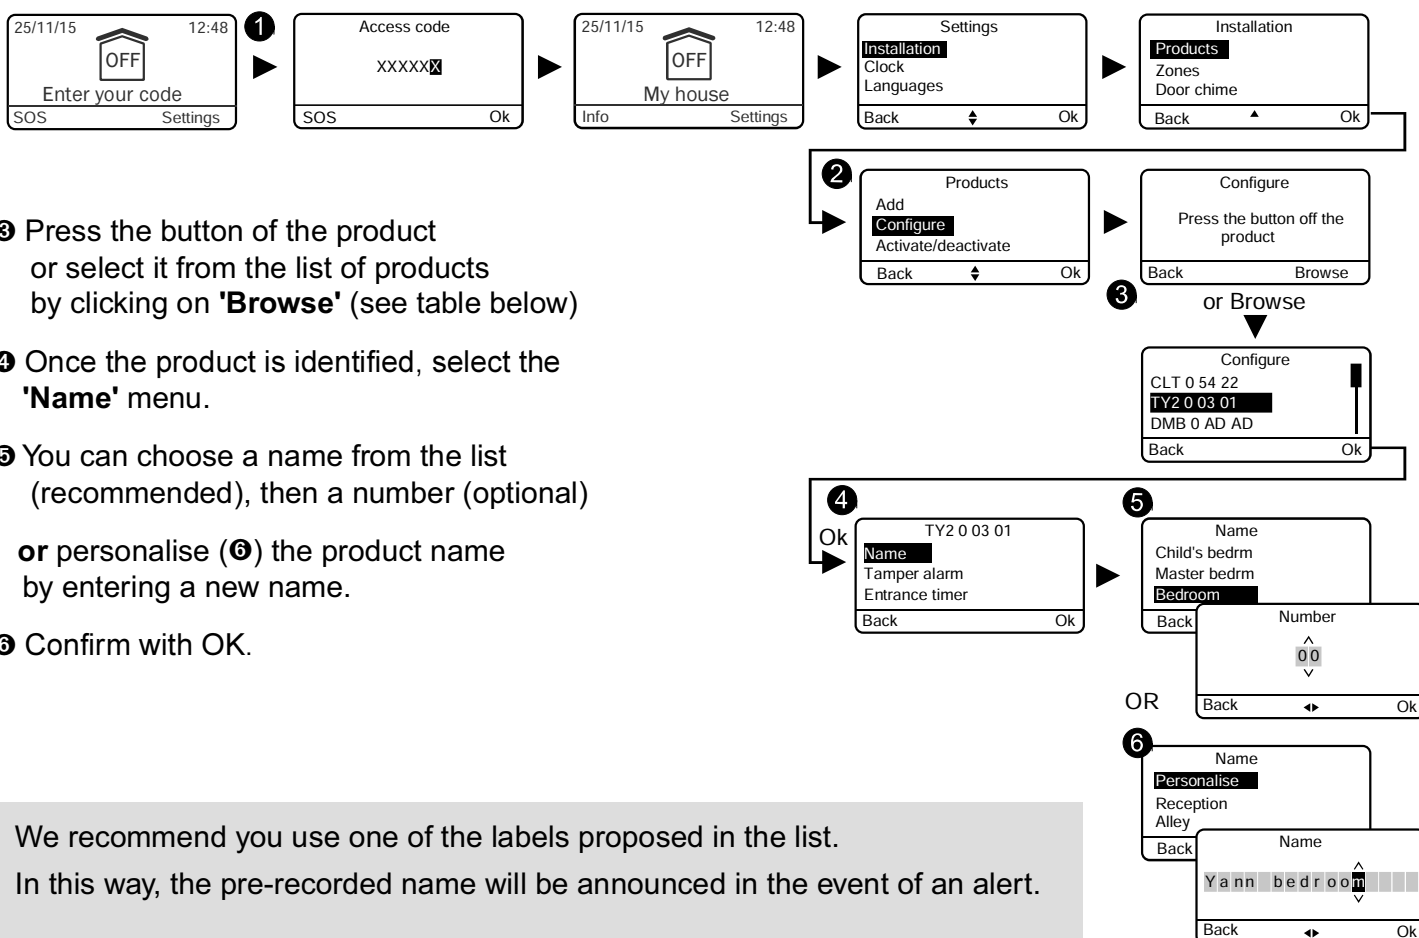 25/11/15 12:48
OFF
Enter your code
SOS Settings
❶
Access code
XXXXXX
SOS Ok
25/11/15 12:48
OFF
My house
Info Settings
Settings
Installation
Clock
Languages
Back Ok
Installation
Products
Zones
Door chime
Back Ok
❷
Products
Add
Configure
Activate/deactivate
Back Ok
Configure
Press the button off the
product
Back Browse
❸
or Browse
Configure
CLT 0 54 22
TY2 0 03 01
DMB 0 AD AD
Back Ok
❸ Press the button of the product
or select it from the list of products
by clicking on 'Browse' (see table below)
❹ Once the product is identified, select the
'Name' menu.
❺ You can choose a name from the list
(recommended), then a number (optional)
or personalise (❻) the product name
by entering a new name.
❻ Confirm with OK.
❹
Ok
TY2 0 03 01
Name
Tamper alarm
Entrance timer
Back Ok
❺
Name
Child's bedrm
Master bedrm
Bedroom
Back
Number
00
Back Ok
OR
❻
Name
Personalise
Reception
Alley
Back
Name
Yann bedroom
Back Ok
We recommend you use one of the labels proposed in the list.
In this way, the pre-recorded name will be announced in the event of an alert.